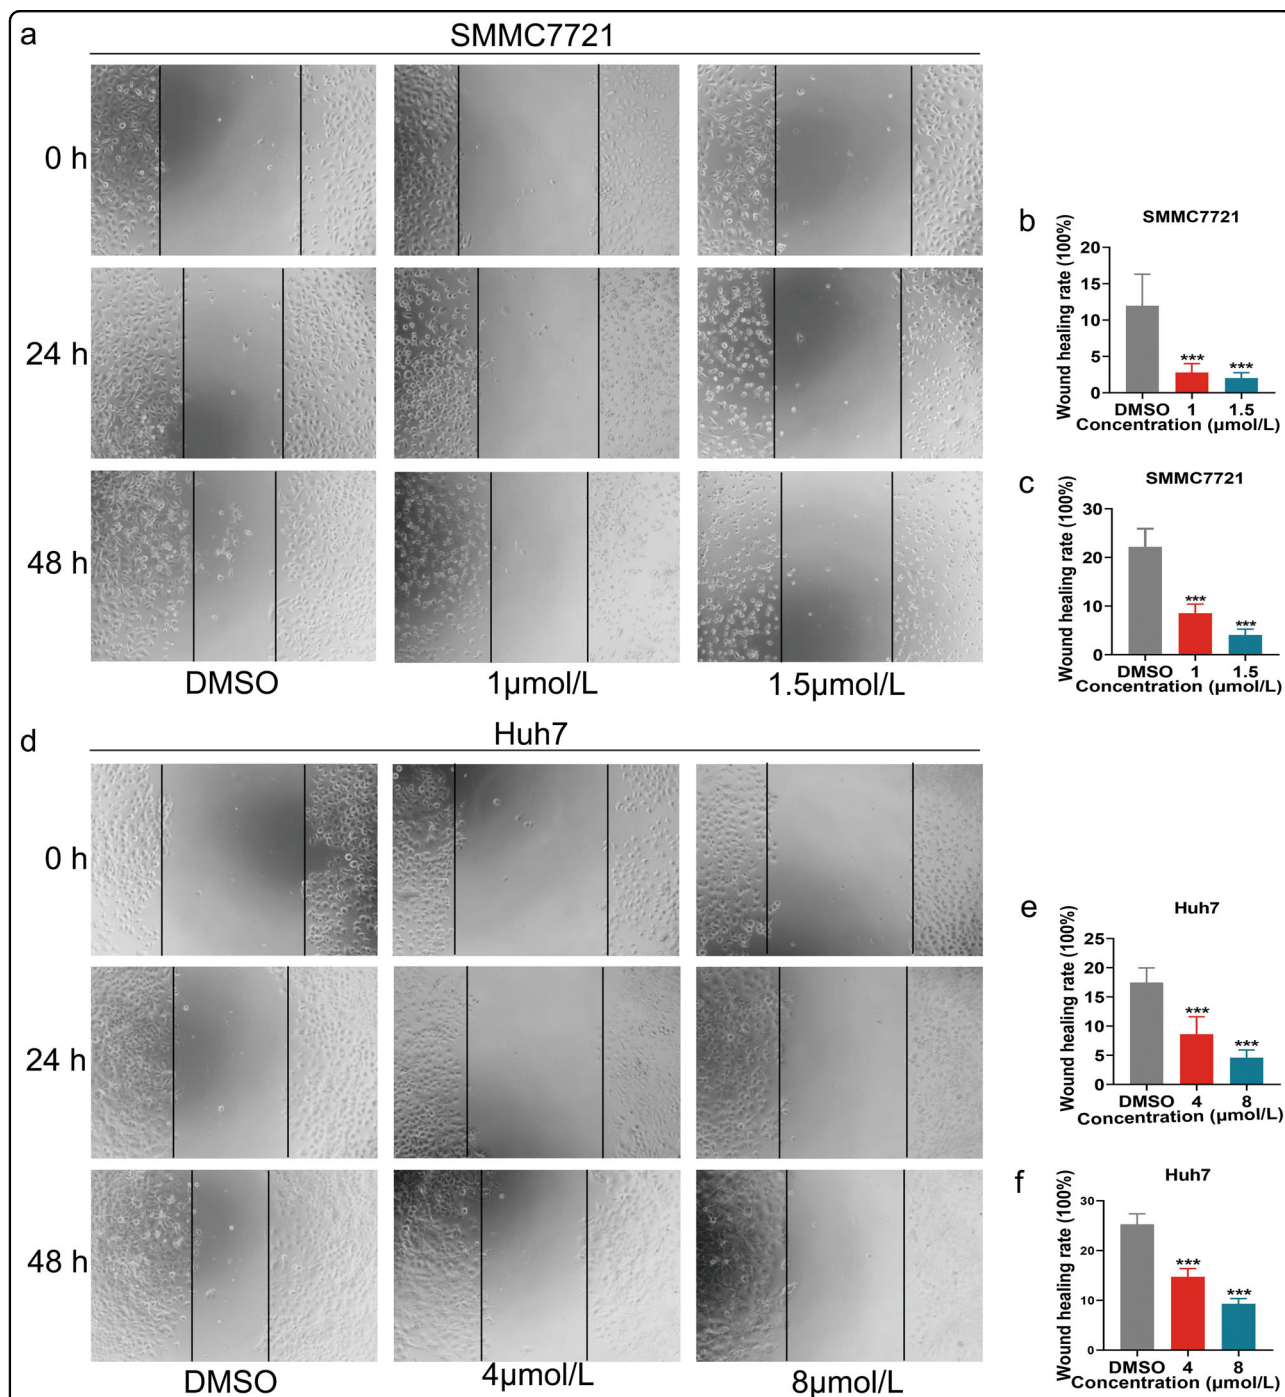 a
SMMC7721
0 h
24 h
48 h
DMSO
1µmol/L
1.5µmol/L
b
SMMC7721
Wound healing rate (100%)
20
15
10
5
0
***
***
DMSO 1 1.5
Concentration (µmol/L)
c
SMMC7721
Wound healing rate (100%)
30
20
10
0
***
***
DMSO 1 1.5
Concentration (µmol/L)
d
Huh7
0 h
24 h
48 h
DMSO
4µmol/L
8µmol/L
e
Huh7
Wound healing rate (100%)
25
20
15
10
5
0
***
***
DMSO 4 8
Concentration (µmol/L)
f
Huh7
Wound healing rate (100%)
30
20
10
0
***
***
DMSO 4 8
Concentration (µmol/L)